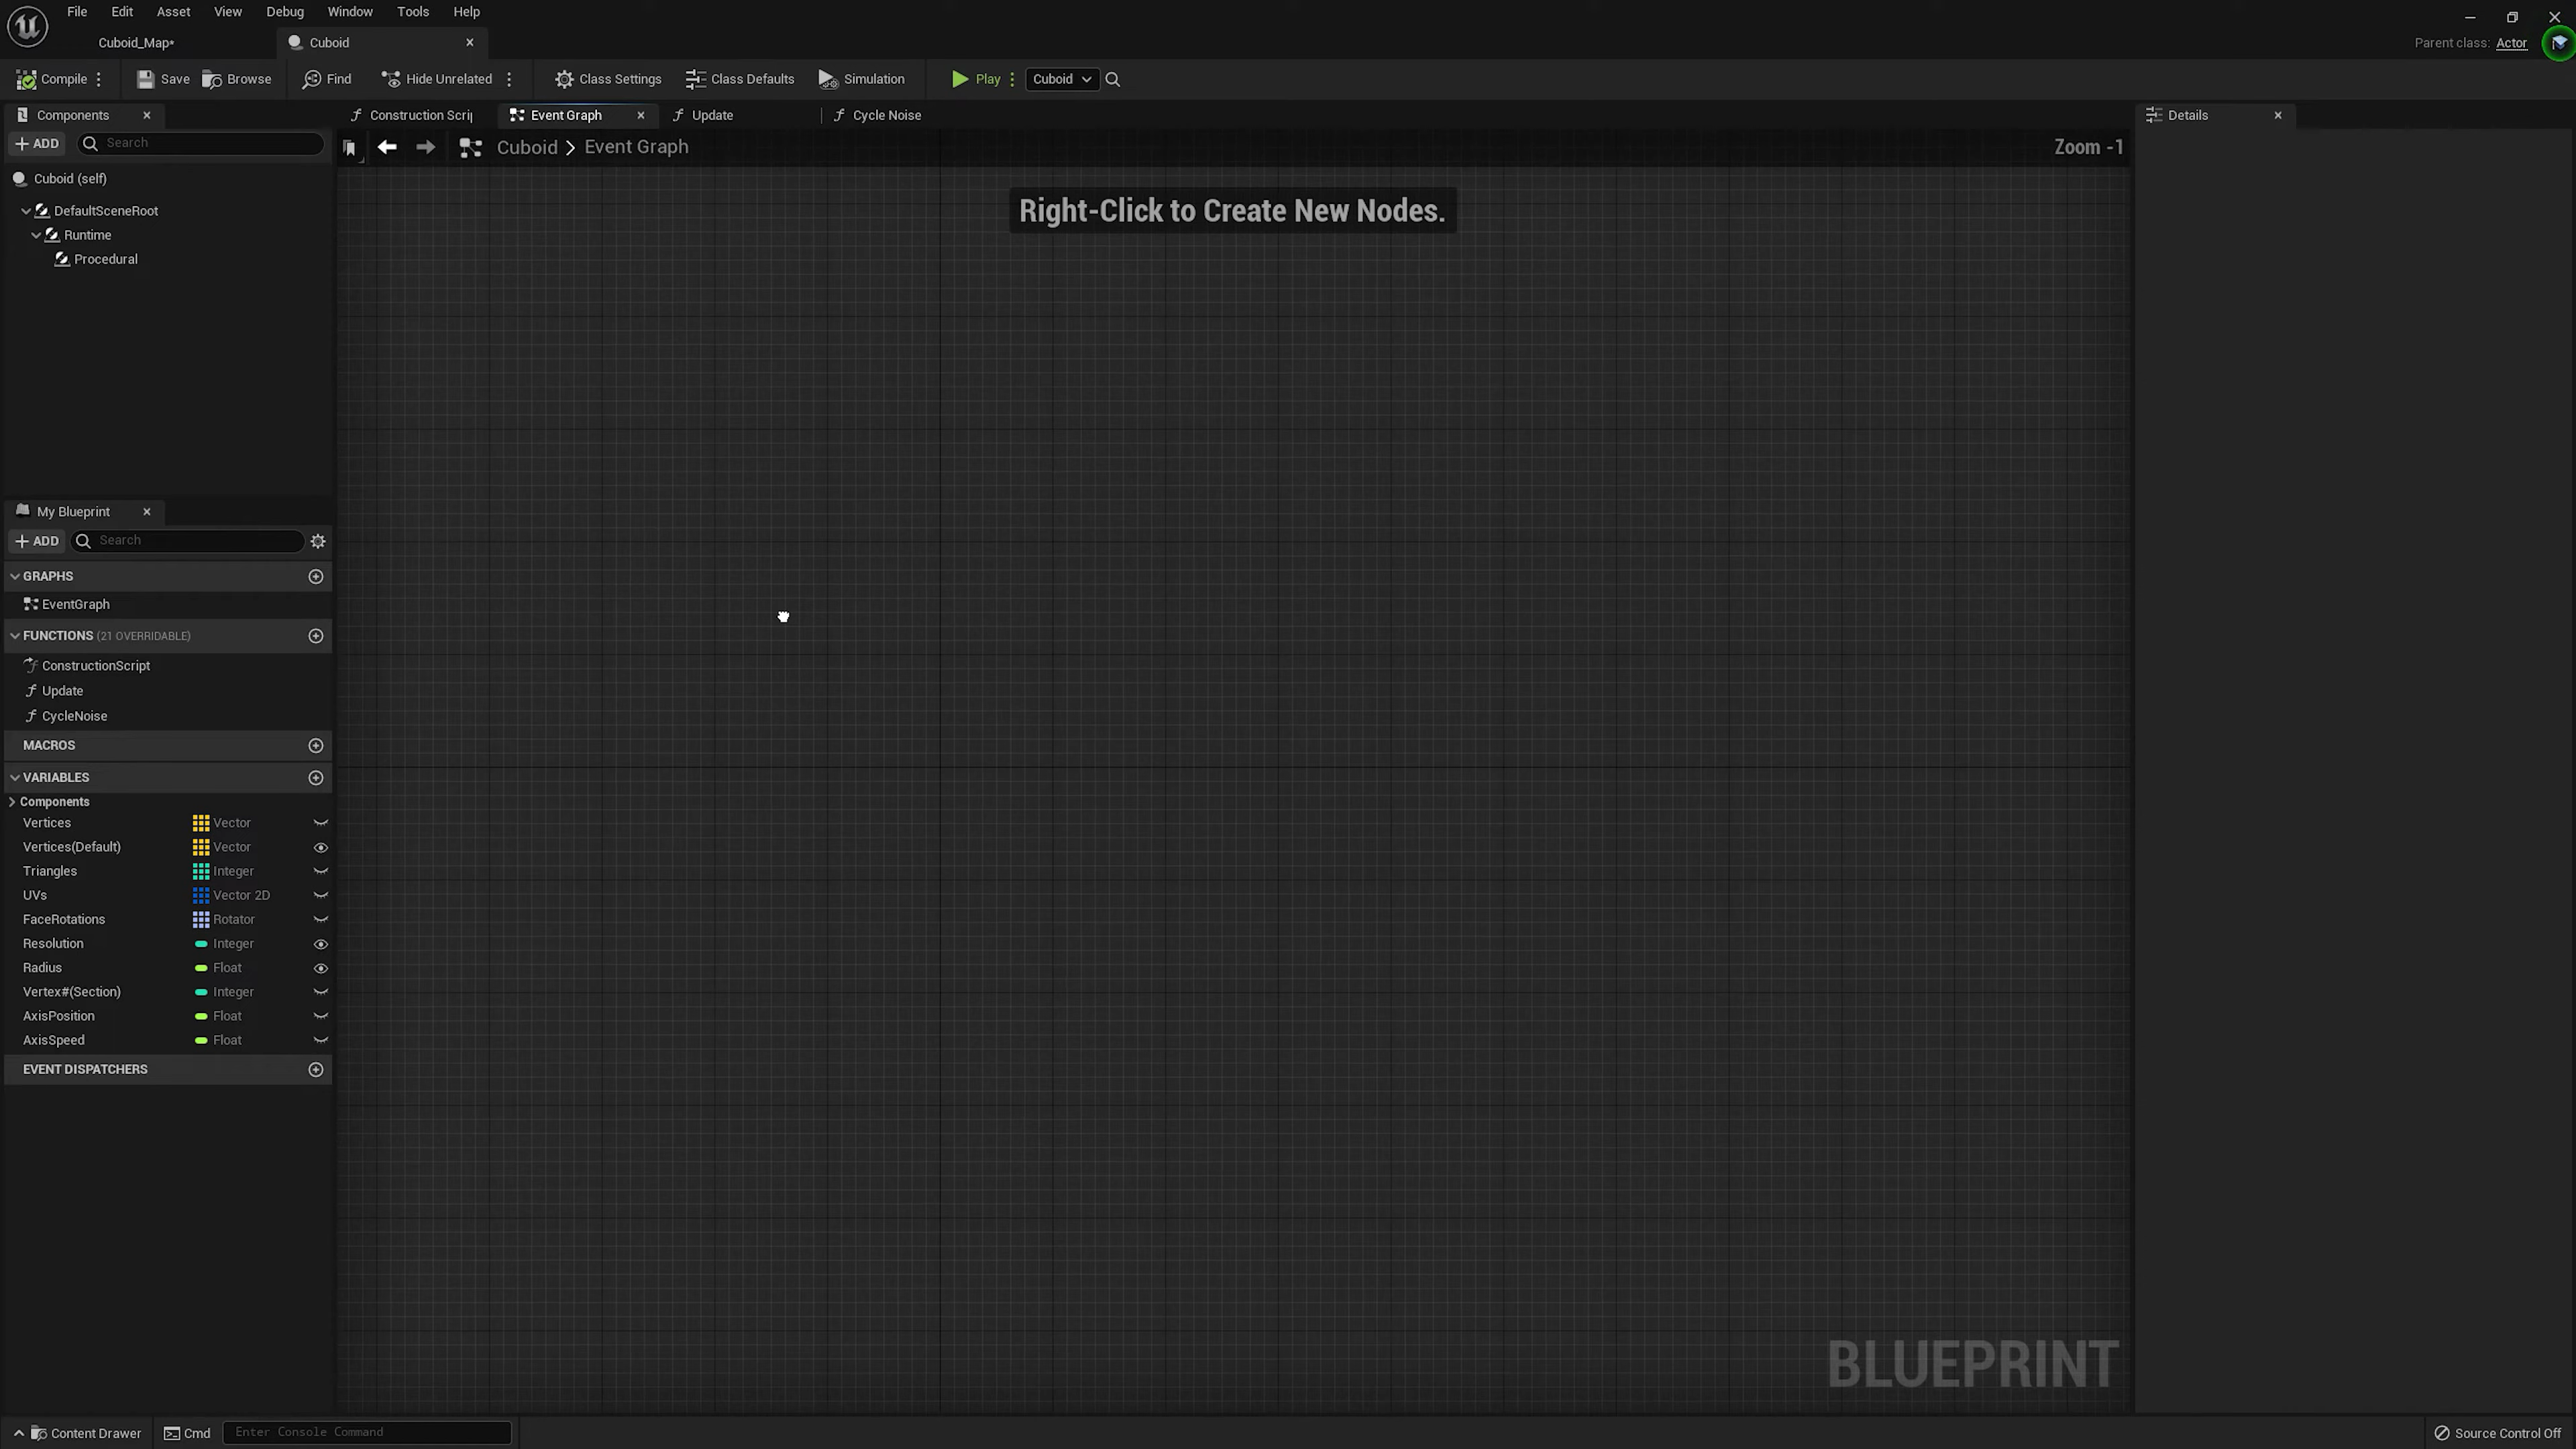 File Edit Asset View Debug Window Tools Help
Cuboid_Map* Cuboid Parent class: Actor
Compile Save Browse Find Hide Unrelated Class Settings Class Defaults Simulation Play Cuboid
Components Construction Scrip Event Graph Update Cycle Noise Details
ADD Search Cuboid > Event Graph Zoom -1
Cuboid (self)
Right-Click to Create New Nodes.
DefaultSceneRoot
Runtime
Procedural
My Blueprint
ADD Search
GRAPHS
EventGraph
FUNCTIONS (21 OVERRIDABLE)
ConstructionScript
Update
CycleNoise
MACROS
VARIABLES
Components
Vertices Vector
Vertices(Default) Vector
Triangles Integer
UVs Vector 2D
FaceRotations Rotator
Resolution Integer
Radius Float
Vertex#(Section) Integer
AxisPosition Float
AxisSpeed Float
EVENT DISPATCHERS
BLUEPRINT
Content Drawer Cmd Enter Console Command Source Control Off